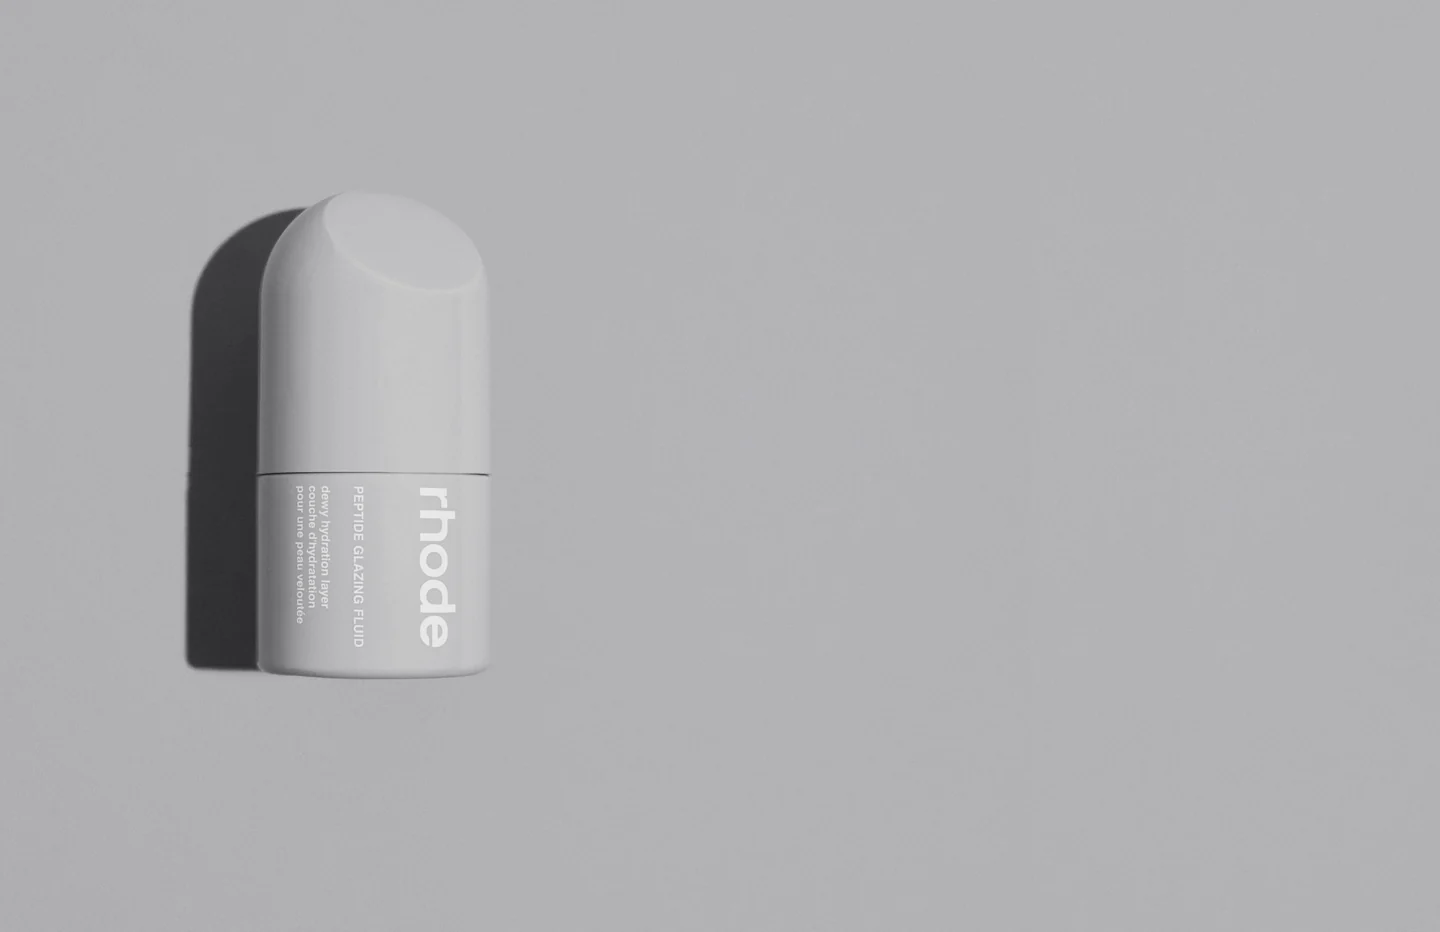 rhode
PEPTIDE GLAZING FLUID
dewy hydration layer
couche d'hydratation
pour une peau veloutée